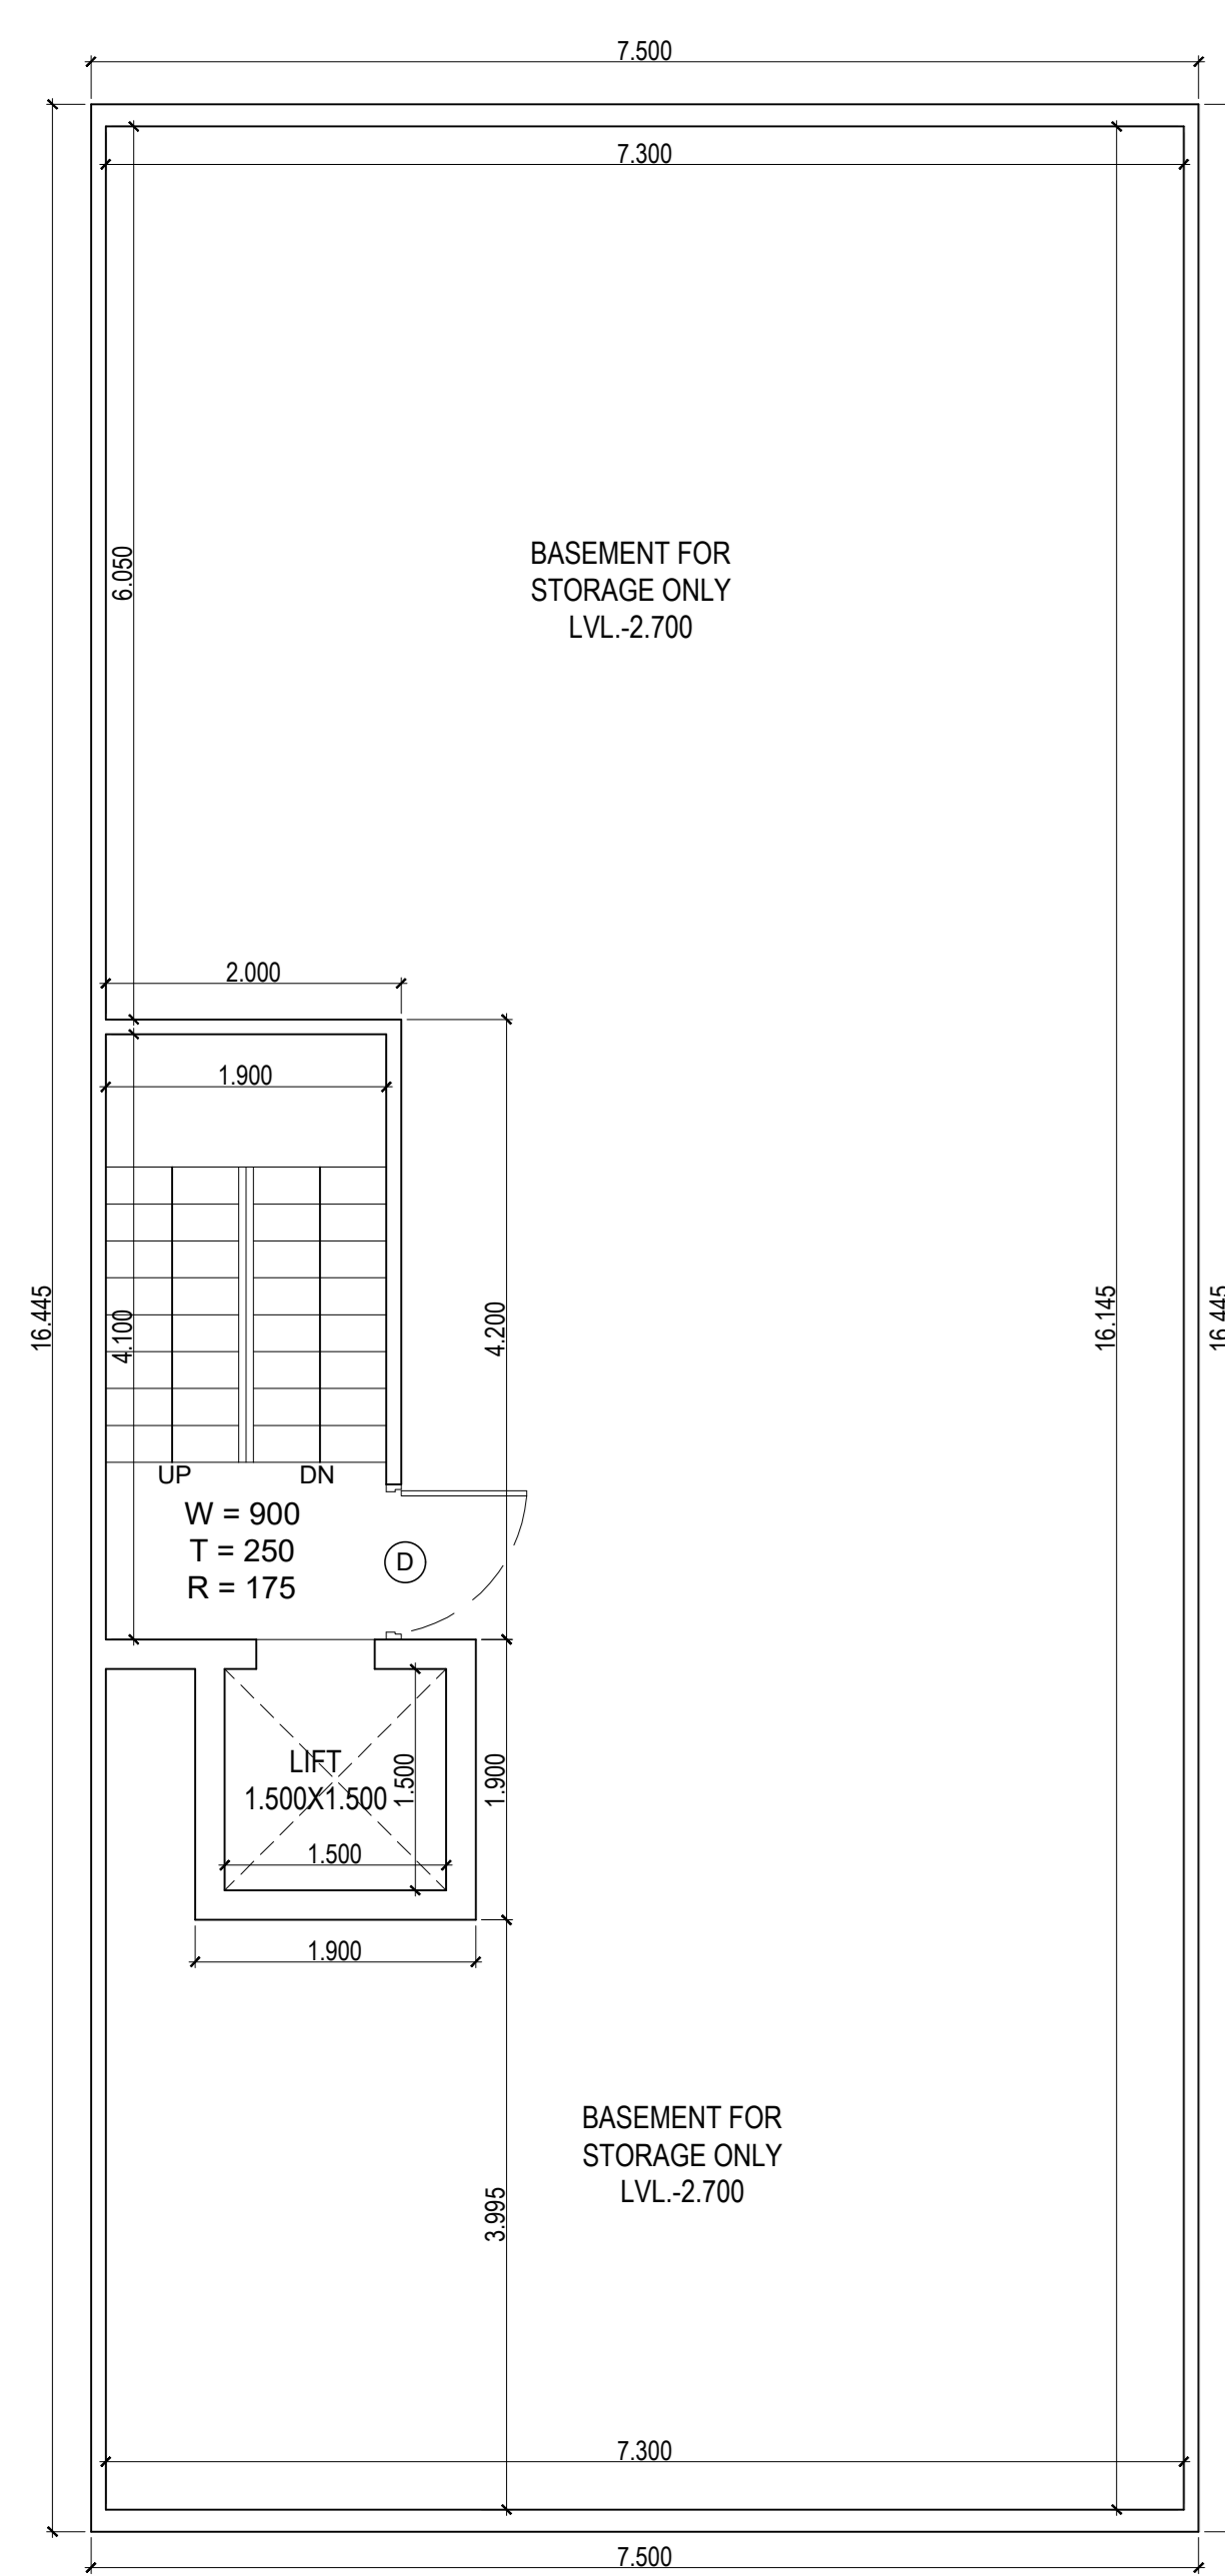 7.500
7.300
BASEMENT FOR
STORAGE ONLY
LVL.-2.700
6.050
2.000
1.900
16.445
4.100
4.200
16.145
16.445
UP
DN
W = 900
T = 250
R = 175
D
LIFT
1.500X1.500
1.500
1.900
1.500
1.900
BASEMENT FOR
STORAGE ONLY
LVL.-2.700
3.995
7.300
7.500